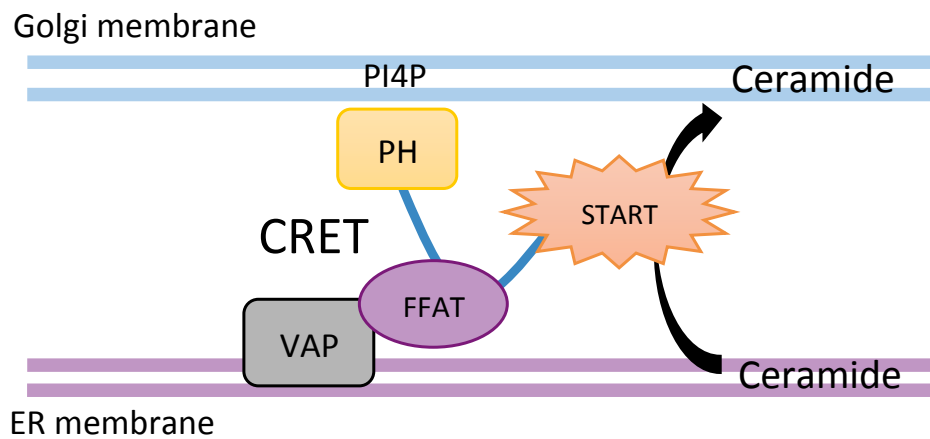 Golgi membrane
PI4P
Ceramide
PH
START
CRET
FFAT
VAP
Ceramide
ER membrane